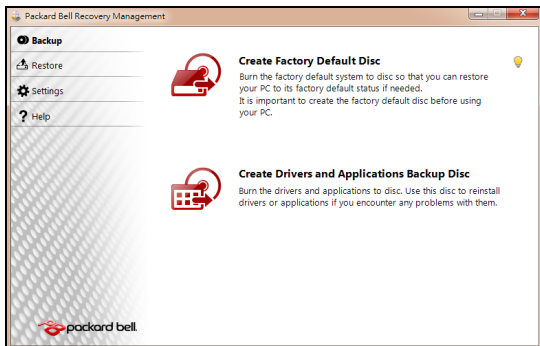 Packard Bell Recovery Management
Backup
Restore
Settings
Help
Create Factory Default Disc
Burn the factory default system to disc so that you can restore
your PC to its factory default status if needed.
It is important to create the factory default disc before using
your PC.
Create Drivers and Applications Backup Disc
Burn the drivers and applications to disc. Use this disc to reinstall
drivers or applications if you encounter any problems with them.
packard bell.